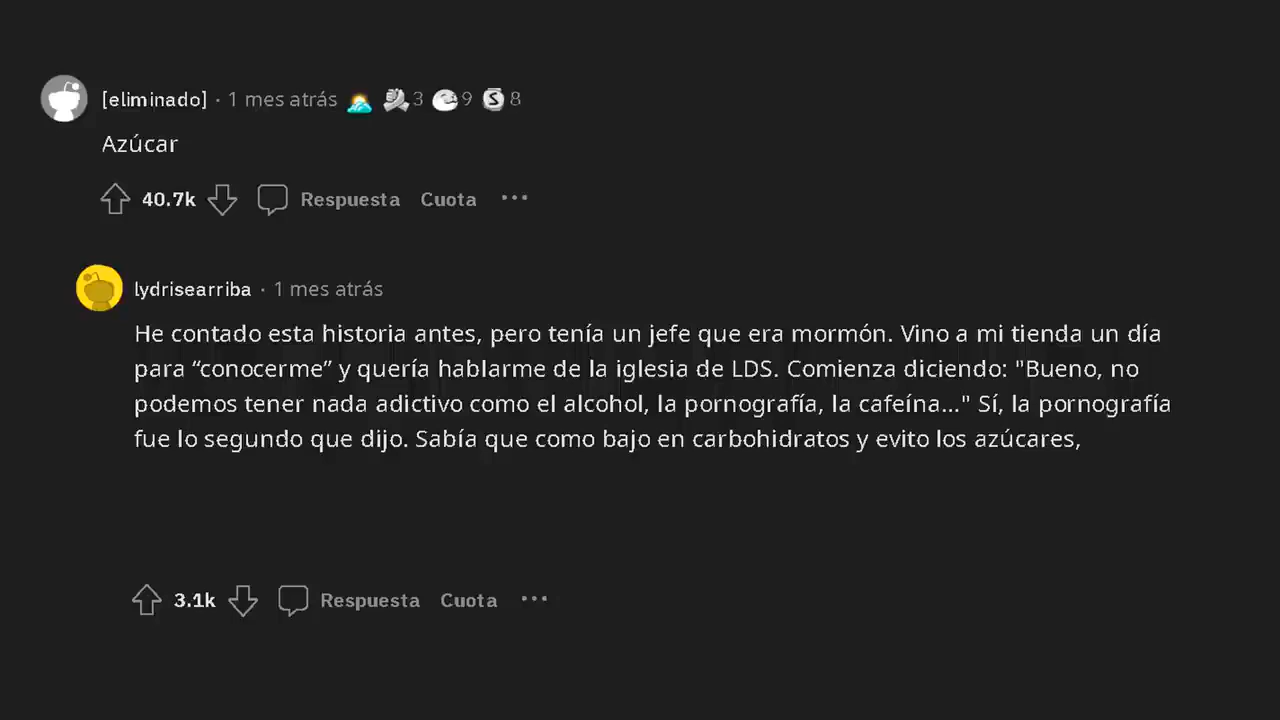 [eliminado] · 1 mes atrás 3 9 8
Azúcar
40.7k Respuesta Cuota ···
lydrisearriba · 1 mes atrás
He contado esta historia antes, pero tenía un jefe que era mormón. Vino a mi tienda un día
para “conocerme” y quería hablarme de la iglesia de LDS. Comienza diciendo: "Bueno, no
podemos tener nada adictivo como el alcohol, la pornografía, la cafeína..." Sí, la pornografía
fue lo segundo que dijo. Sabía que como bajo en carbohidratos y evito los azúcares,
3.1k Respuesta Cuota ···